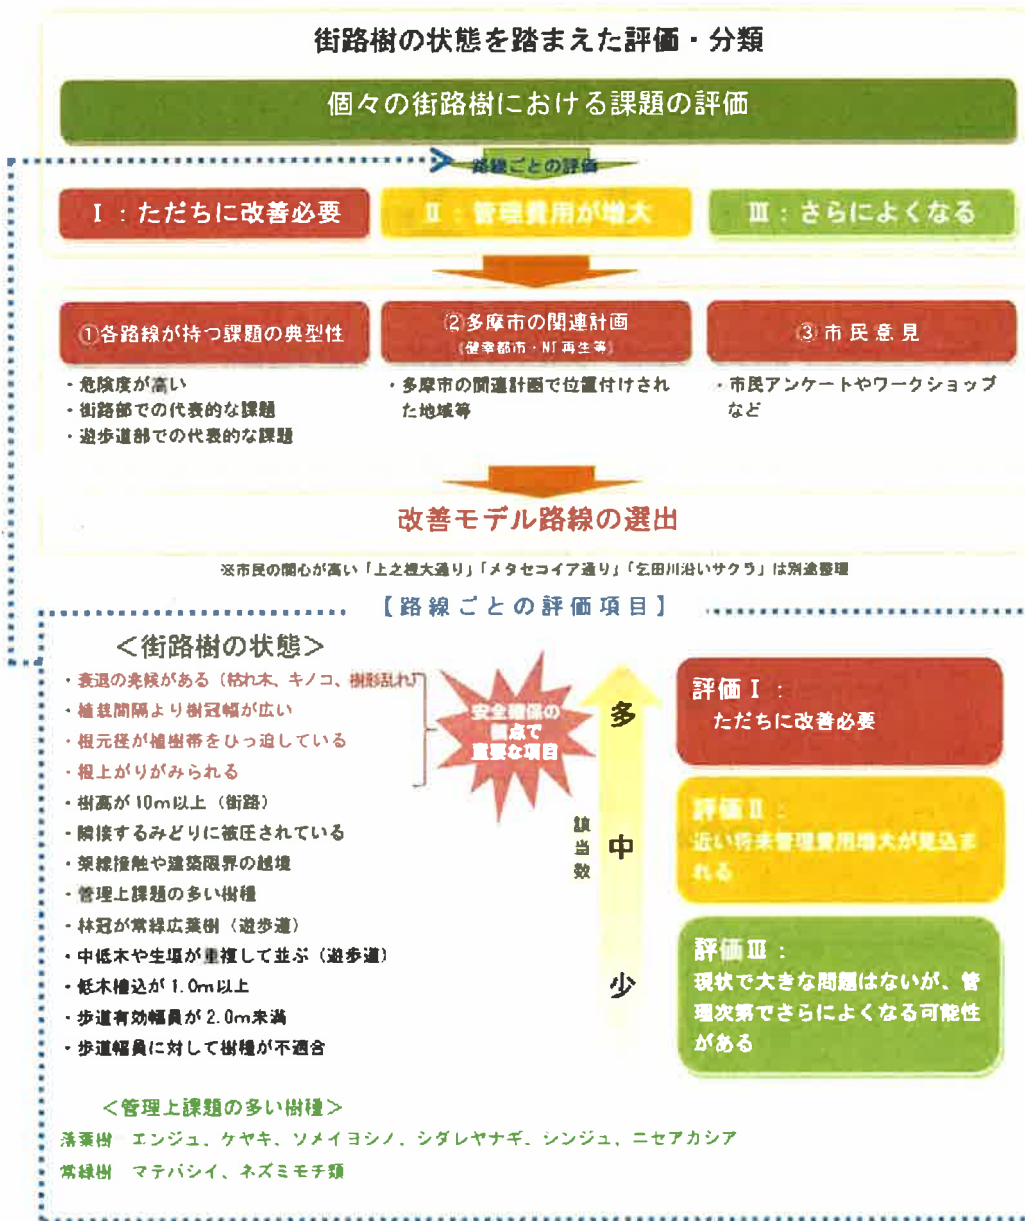 街路樹の状態を踏まえた評価・分類
個々の街路樹における課題の評価
路線ごとの評価
Ⅰ：ただちに改善必要
Ⅱ：管理費用が増大
Ⅲ：さらによくなる
①各路線が持つ課題の典型性
②多摩市の関連計画
(健幸都市・NT再生等)
③市民意見
・危険度が高い
・街路部での代表的な課題
・遊歩道部での代表的な課題
・多摩市の関連計画で位置付けされ
た地域等
・市民アンケートやワークショップ
など
改善モデル路線の選出
※市民の関心が高い「上之根大通り」「メタセコイア通り」「乞田川沿いサクラ」は別途整理
【路線ごとの評価項目】
＜街路樹の状態＞
・衰退の兆候がある（枯れ木、キノコ、樹形乱れ）
・植栽間隔より樹冠幅が広い
・根元径が植樹帯をひっ迫している
・根上がりがみられる
・樹高が10m以上（街路）
・隣接するみどりに被圧されている
・架線接触や建築限界の越境
・管理上課題の多い樹種
・林冠が常緑広葉樹（遊歩道）
・中低木や生垣が重複して並ぶ（遊歩道）
・低木植込が1.0m以上
・歩道有効幅員が2.0m未満
・歩道幅員に対して樹種が不適合
安全確保の
観点で
重要な項目
該当数
多
中
少
評価Ⅰ：
ただちに改善必要
評価Ⅱ：
近い将来管理費用増大が見込ま
れる
評価Ⅲ：
現状で大きな問題はないが、管
理次第でさらによくなる可能性
がある
＜管理上課題の多い樹種＞
落葉樹　エンジュ、ケヤキ、ソメイヨシノ、シダレヤナギ、シンジュ、ニセアカシア
常緑樹　マテバシイ、ネズミモチ類